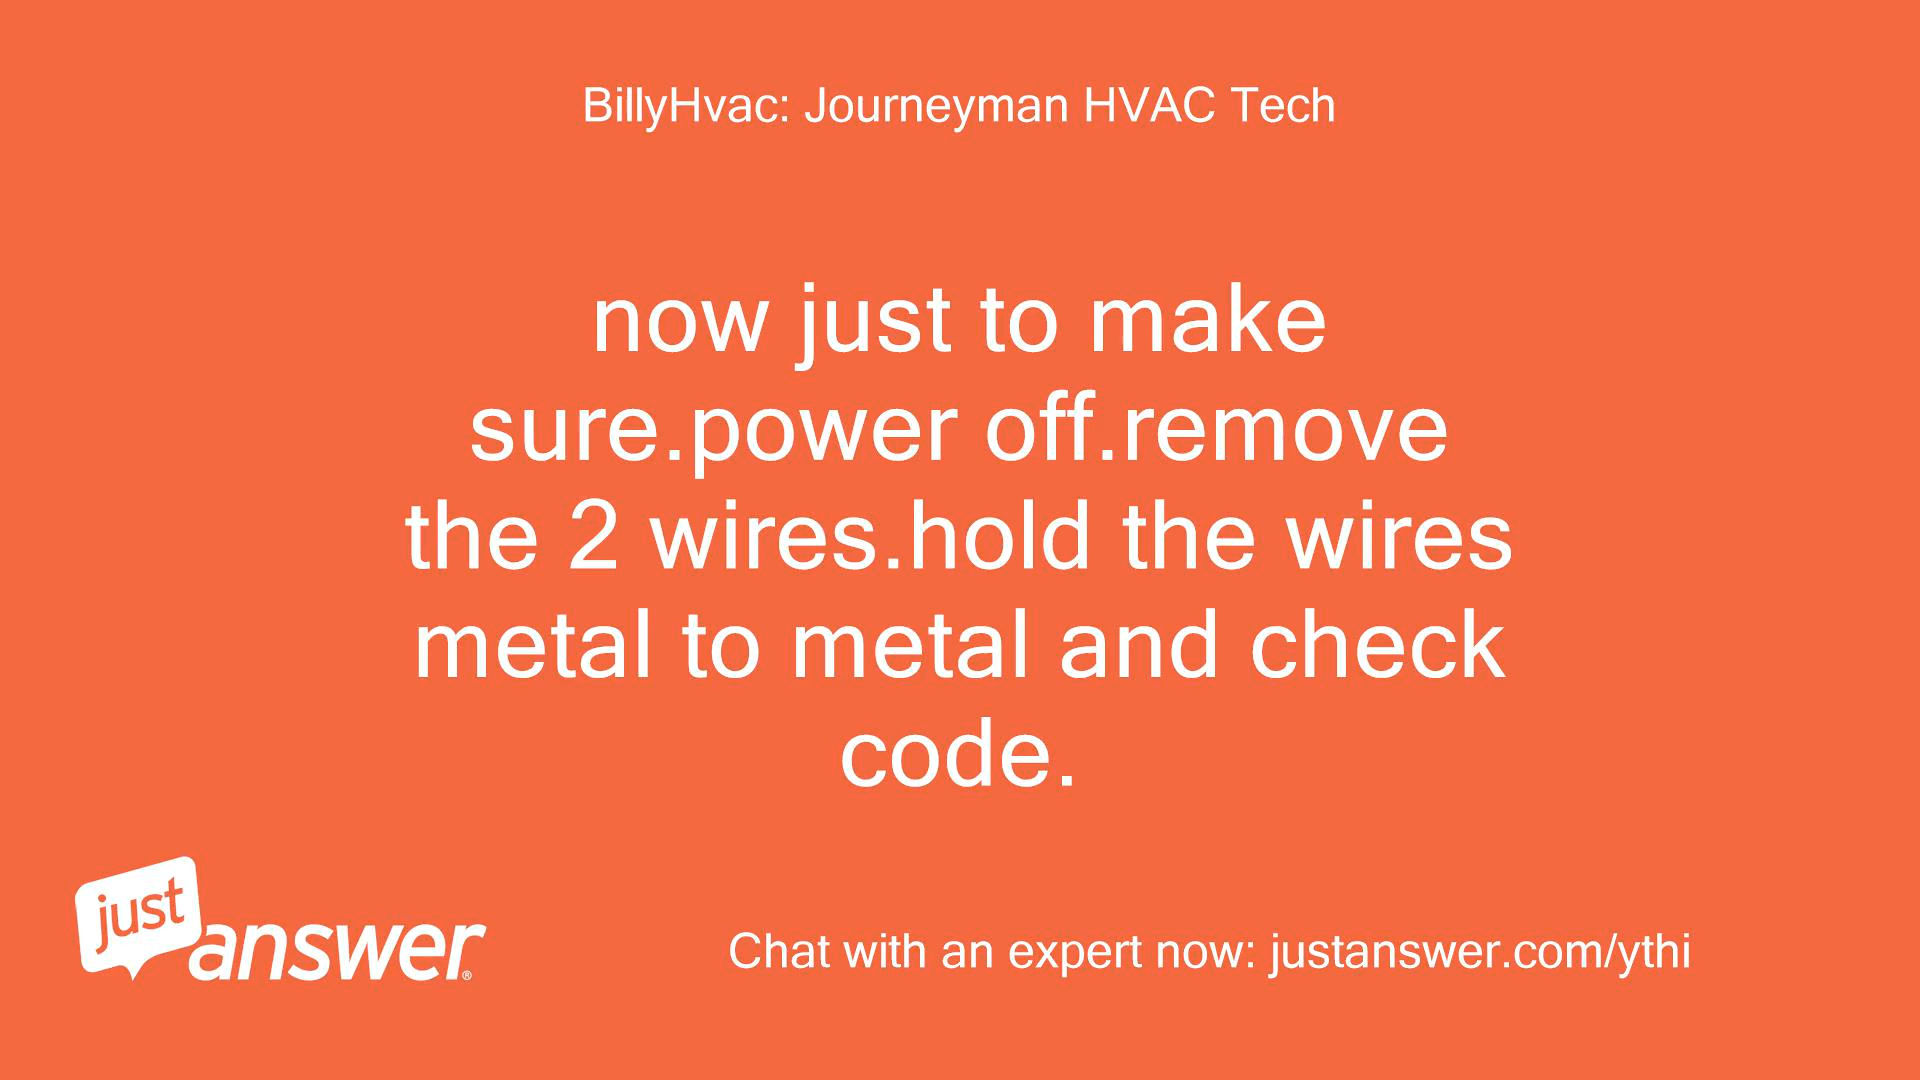 BillyHvac: Journeyman HVAC Tech
now just to make
sure.power off.remove
the 2 wires.hold the wires
metal to metal and check
code.
just
answer®
Chat with an expert now: justanswer.com/ythi